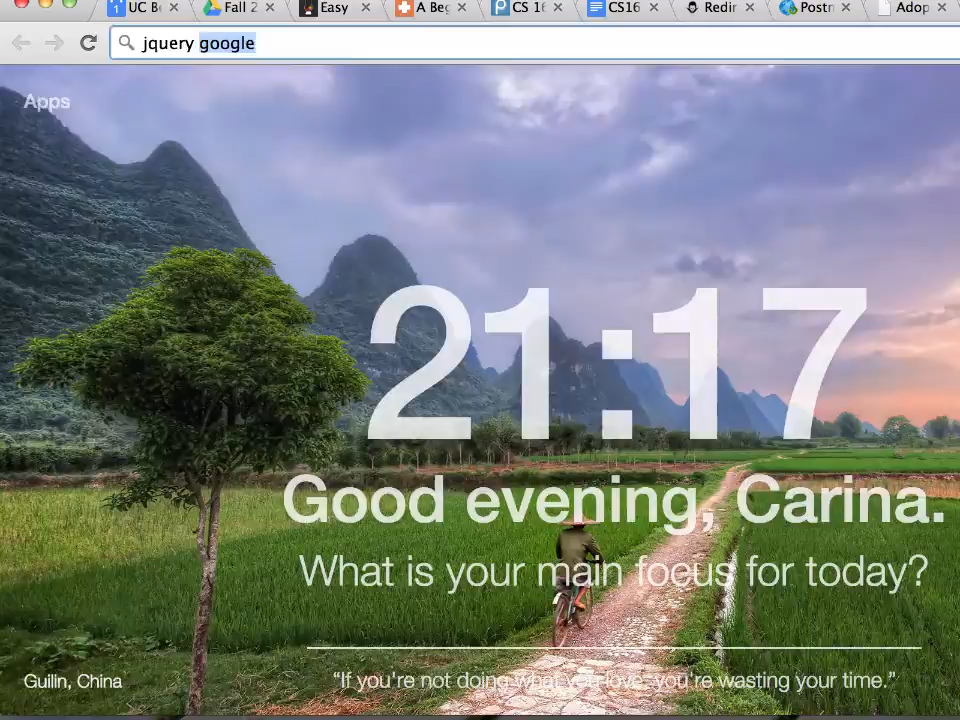 UC Be Fall 2 Easy A Beg CS 16 CS16 Redir Postm Adop
jquery google
Apps
21:17
Good evening, Carina.
What is your main focus for today?
Guilin, China
“If you're not doing what you love, you're wasting your time.”